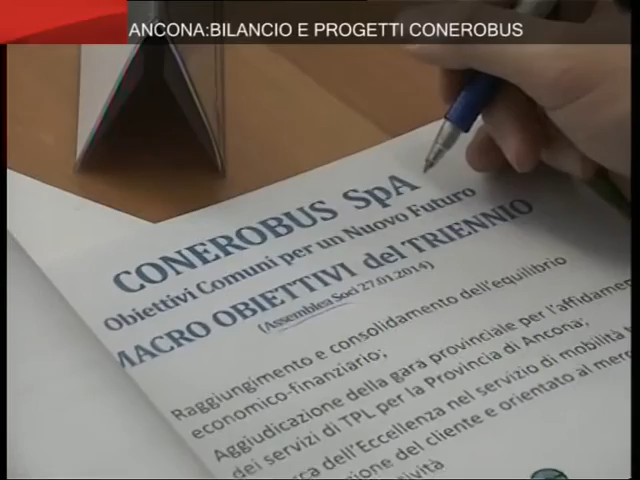 ANCONA:BILANCIO E PROGETTI CONEROBUS
CONEROBUS SpA
Obiettivi Comuni per un Nuovo Futuro
MACRO OBIETTIVI del TRIENNIO
(Assemblea Soci 27.01.2014)
Raggiungimento e consolidamento dell'equilibrio
economico-finanziario;
Aggiudicazione della gara provinciale per l'affidame
dei servizi di TPL per la Provincia di Ancona;
dell'Eccellenza nel servizio di mobilità
del cliente e orientato al